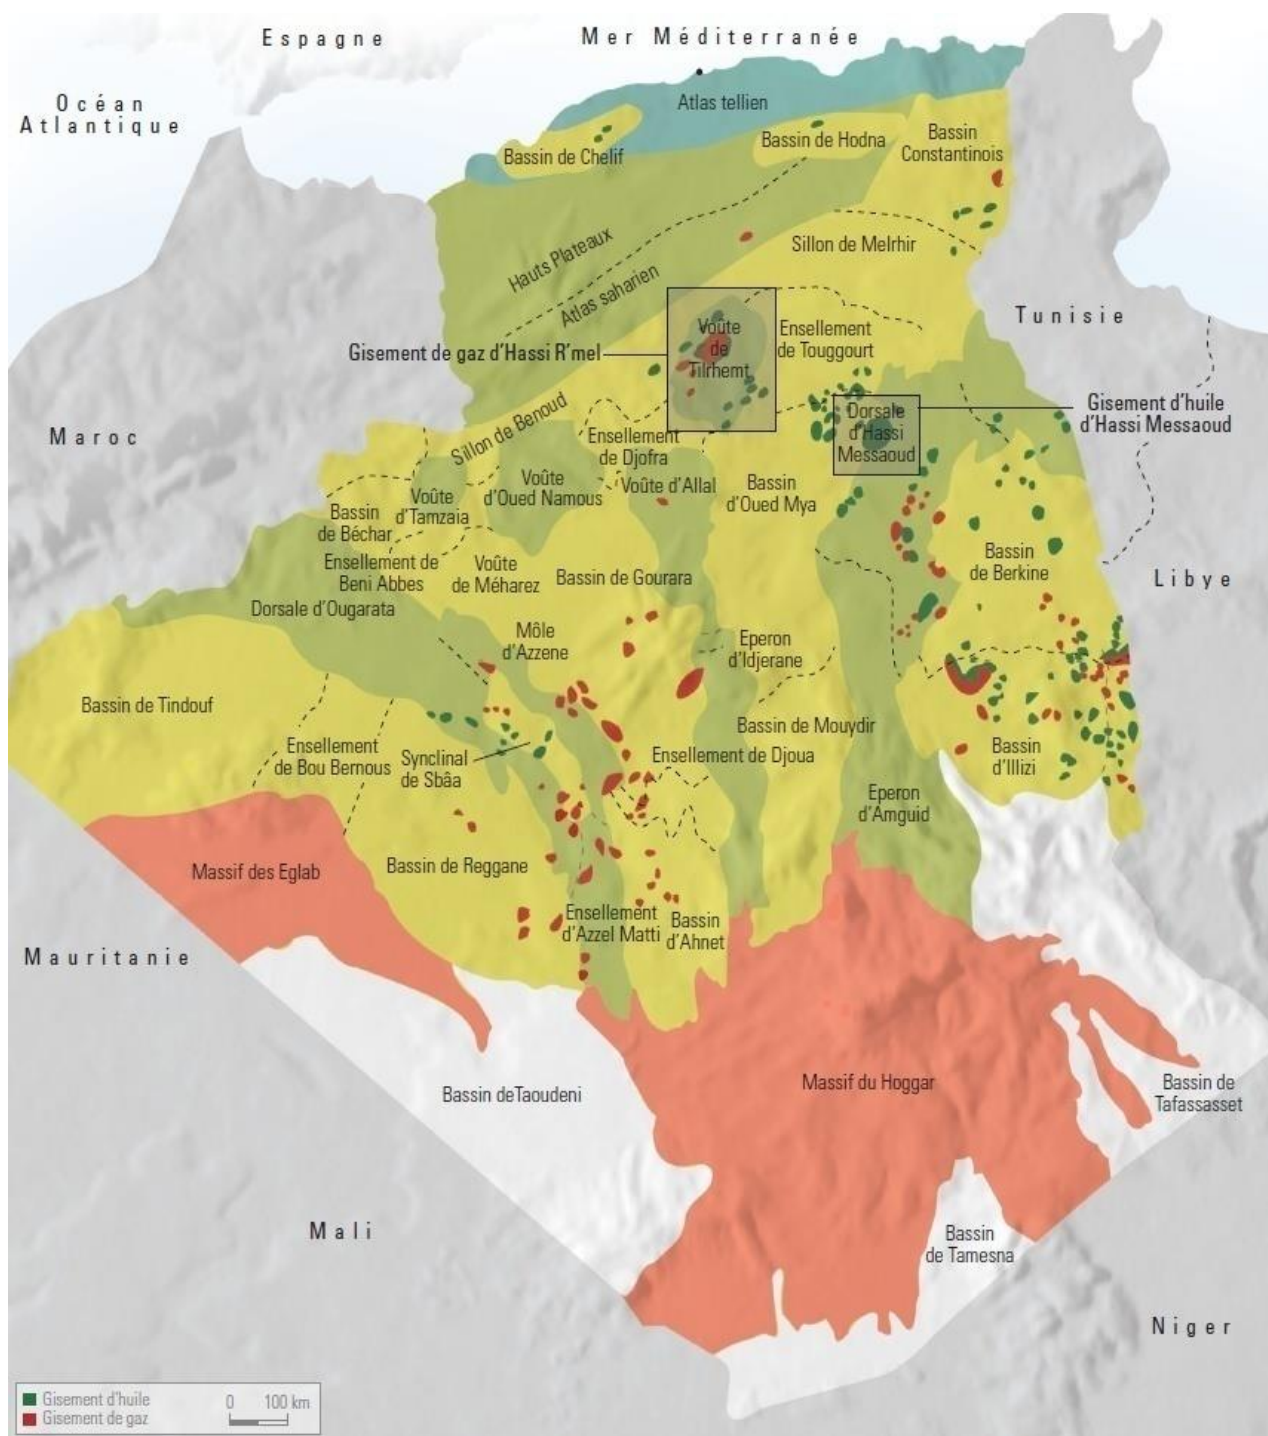 Espagne
Mer Méditerranée
Océan
Atlantique
Atlas tellien
Bassin de Chelif
Bassin de Hodna
Bassin
Constantinois
Hauts Plateaux
Atlas saharien
Sillon de Melrhir
Tunisie
Gisement de gaz d'Hassi R'mel
Voûte
de
Tilrhemt
Ensellement
de Touggourt
Gisement d'huile
d'Hassi Messaoud
Dorsale
d'Hassi
Messaoud
Maroc
Sillon de Benoud
Ensellement
de Djofra
Voûte
d'Oued Namous
Voûte d'Allal
Bassin
d'Oued Mya
Voûte
d'Tamzaia
Bassin
de Béchar
Ensellement de
Beni Abbes
Voûte
de Méharez
Bassin de Gourara
Bassin
de Berkine
Libye
Dorsale d'Ougarata
Môle
d'Azzene
Eperon
d'Idjerane
Bassin de Tindouf
Bassin de Mouydir
Ensellement
de Bou Bernous
Synclinal
de Sbâa
Ensellement de Djoua
Bassin
d'Illizi
Eperon
d'Amguid
Massif des Eglab
Bassin de Reggane
Ensellement
d'Azzel Matti
Bassin
d'Ahnet
Mauritanie
Bassin deTaoudeni
Massif du Hoggar
Bassin de
Tafassasset
Mali
Bassin
de Tamesna
Niger
Gisement d'huile
Gisement de gaz
0 100 km